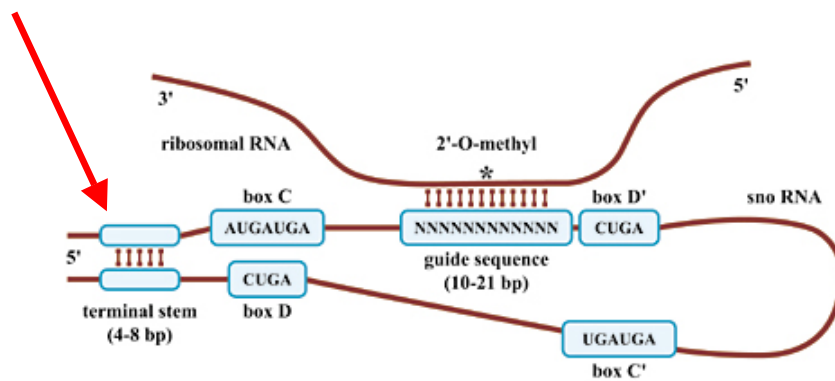 3'
5'
ribosomal RNA
2'-O-methyl
*
box C
box D'
sno RNA
AUGAUGA
NNNNNNNNNNNN
CUGA
5'
guide sequence
(10-21 bp)
CUGA
terminal stem
(4-8 bp)
box D
UGAUGA
box C'